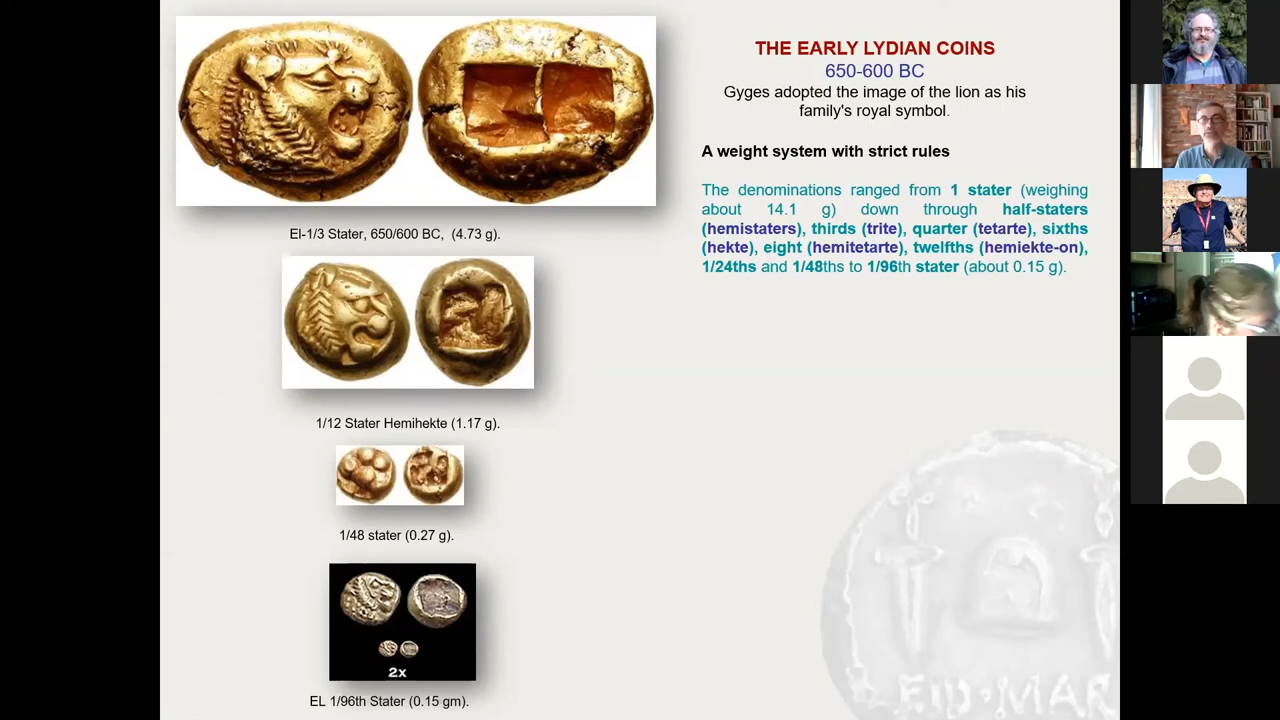 THE EARLY LYDIAN COINS
650-600 BC
Gyges adopted the image of the lion as his
family's royal symbol.
A weight system with strict rules
The denominations ranged from 1 stater (weighing
about 14.1 g) down through half-staters
(hemistaters), thirds (trite), quarter (tetarte), sixths
(hekte), eight (hemitetarte), twelfths (hemiekte-on),
1/24ths and 1/48ths to 1/96th stater (about 0.15 g).
El-1/3 Stater, 650/600 BC, (4.73 g).
1/12 Stater Hemihekte (1.17 g).
1/48 stater (0.27 g).
2x
EL 1/96th Stater (0.15 gm).
EID·MAR